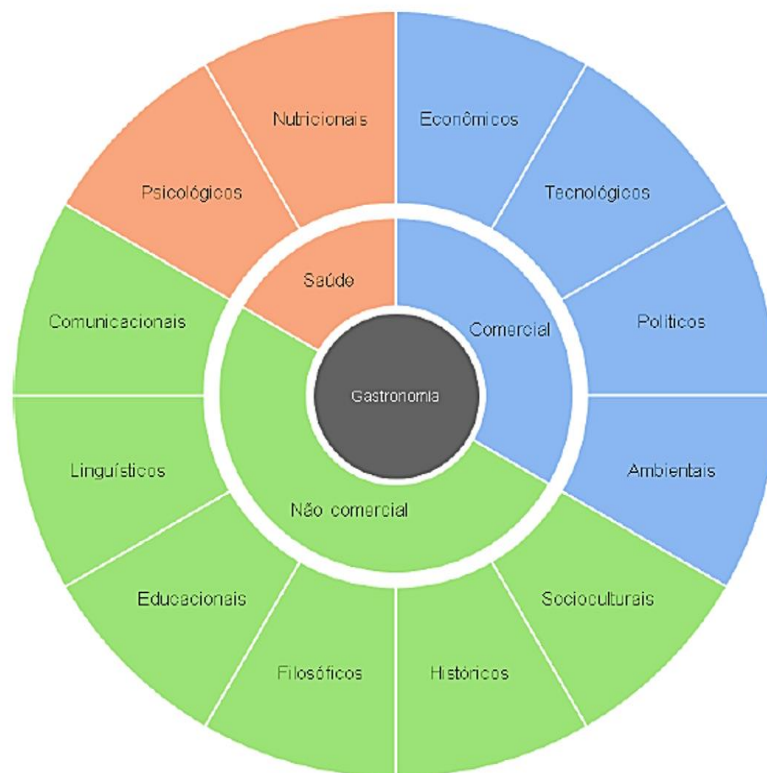 Nutricionais
Econômicos
Psicológicos
Tecnológicos
Saúde
Comunicacionais
Comercial
Políticos
Gastronomia
Linguísticos
Ambientais
Não comercial
Educacionais
Socioculturais
Filosóficos
Históricos